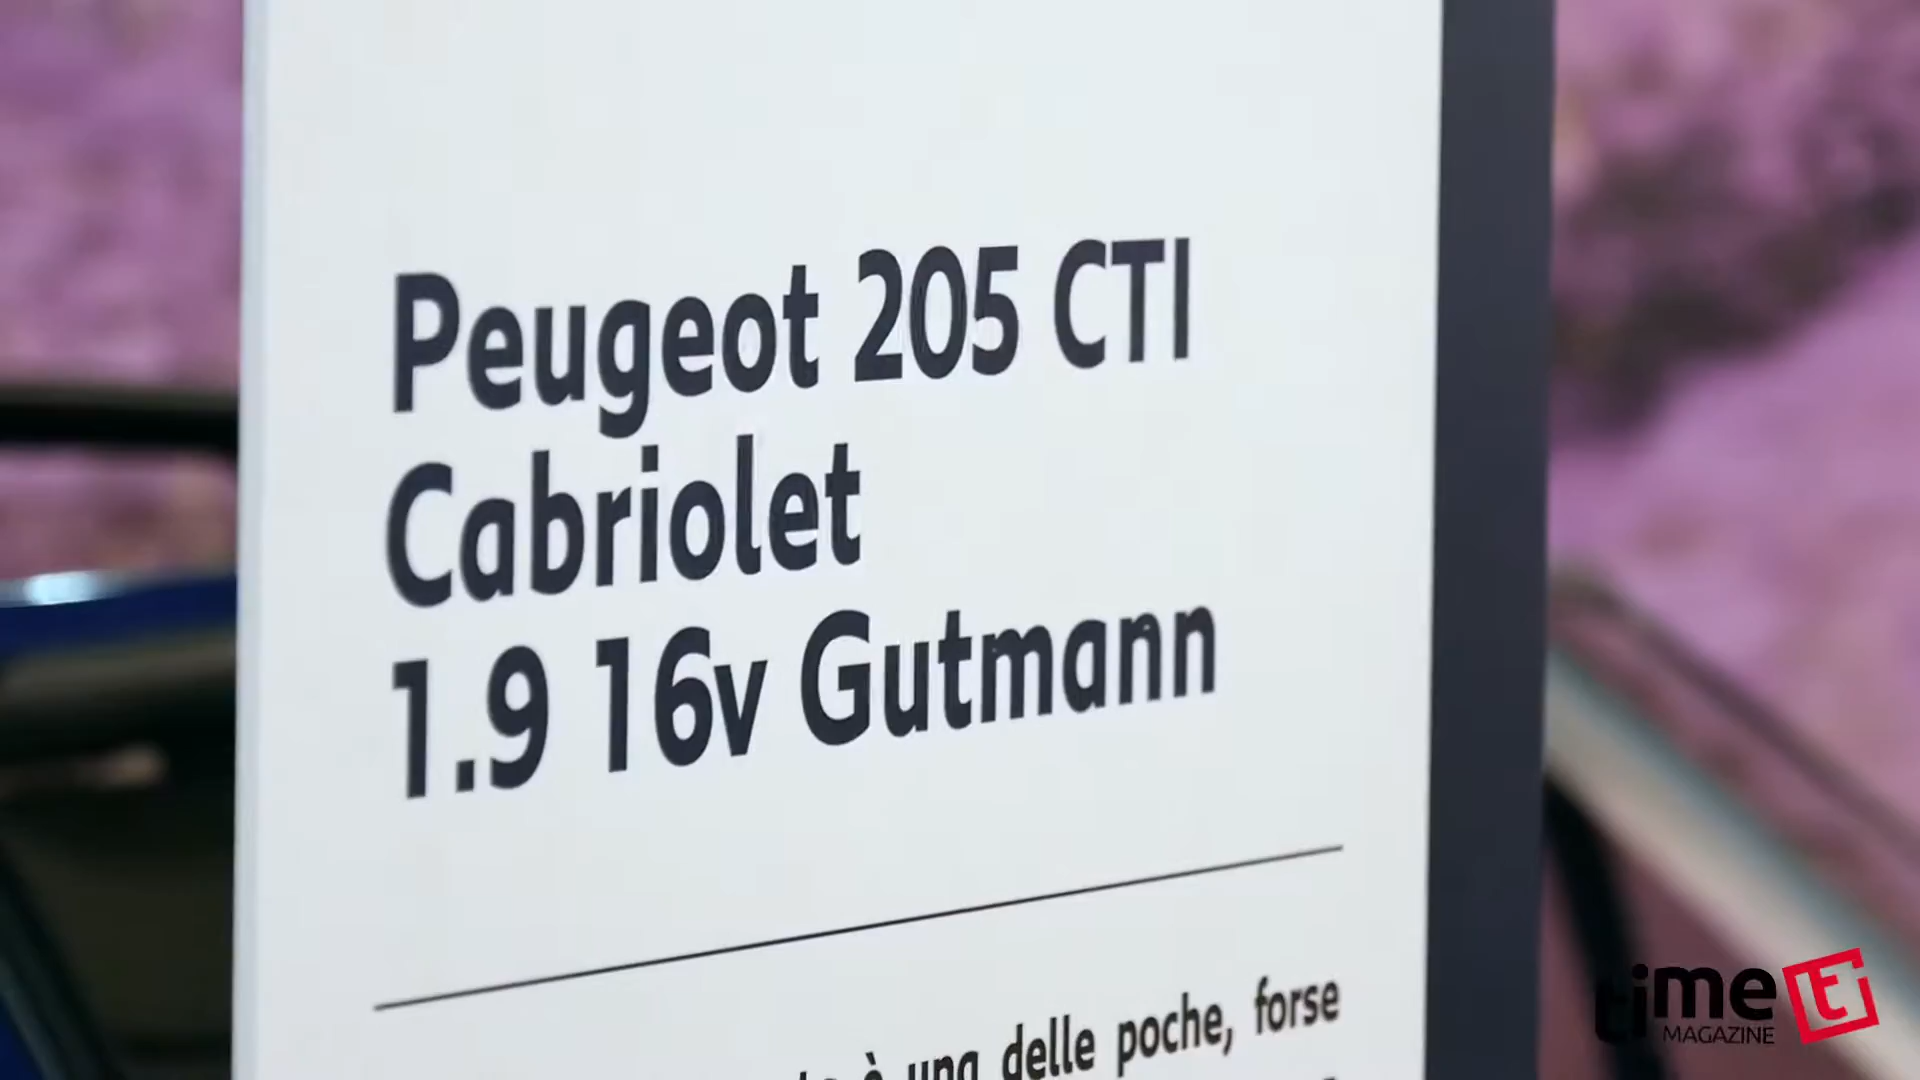 Peugeot 205 CTI
Cabriolet
1.9 16v Gutmann
è una delle poche, forse
time t
MAGAZINE